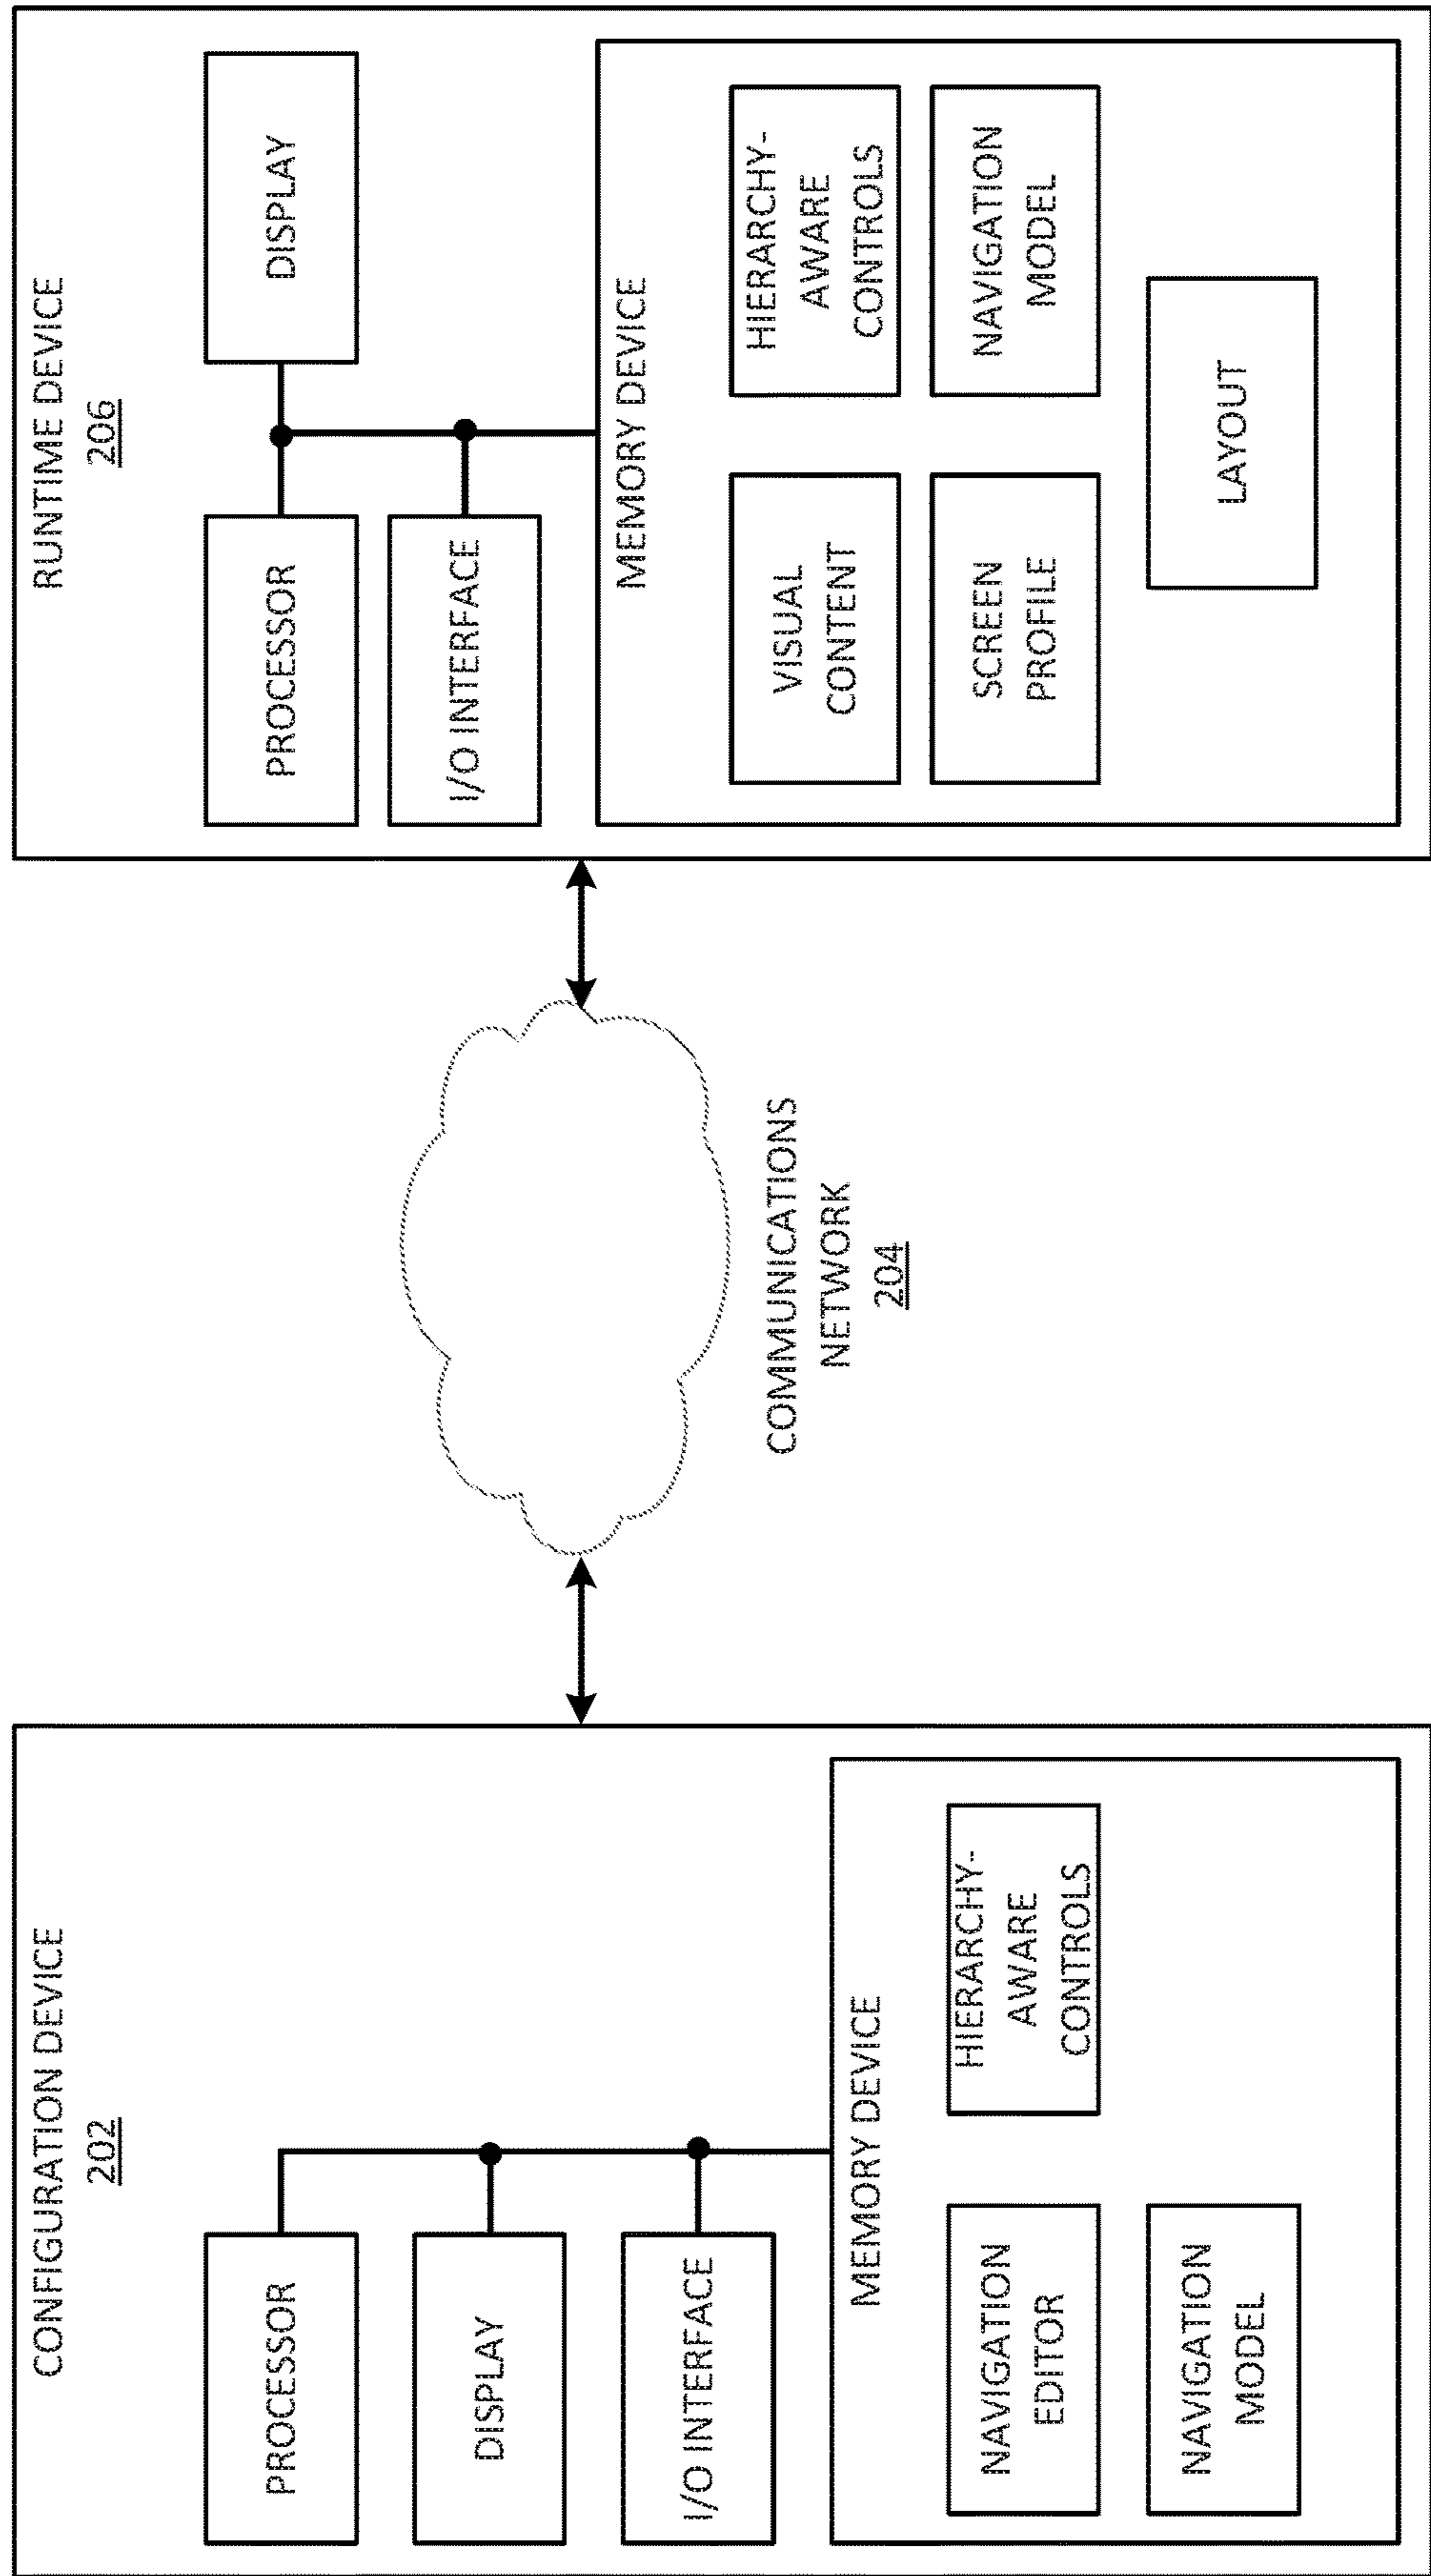 CONFIGURATION DEVICE
202
PROCESSOR
DISPLAY
I/O INTERFACE
MEMORY DEVICE
NAVIGATION
EDITOR
HIERARCHY-
AWARE
CONTROLS
NAVIGATION
MODEL
COMMUNICATIONS
NETWORK
204
RUNTIME DEVICE
206
PROCESSOR
DISPLAY
I/O INTERFACE
MEMORY DEVICE
VISUAL
CONTENT
HIERARCHY-
AWARE
CONTROLS
SCREEN
PROFILE
NAVIGATION
MODEL
LAYOUT